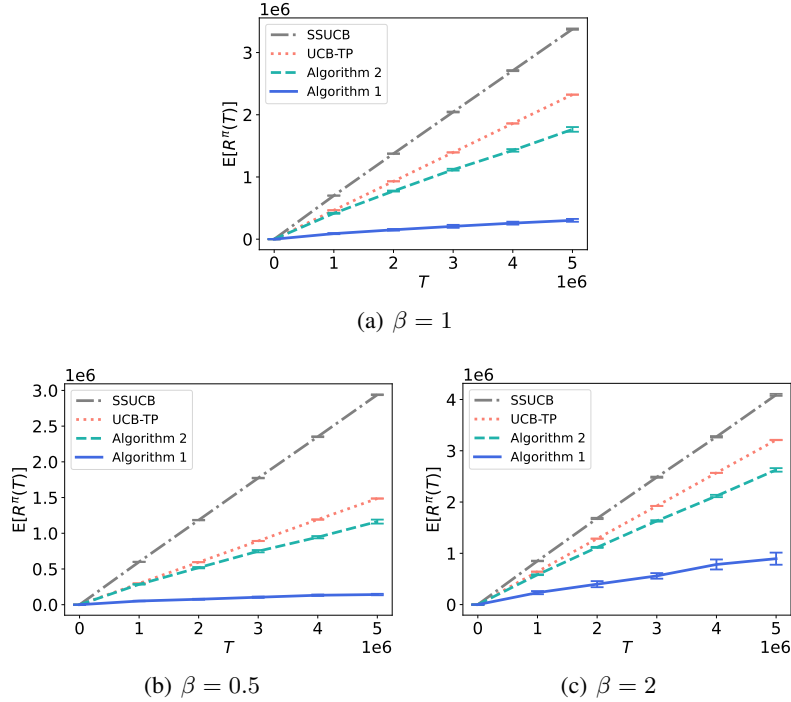 1e6
SSUCB
UCB-TP
Algorithm 2
Algorithm 1
E[R^π(T)]
3
2
1
0
0 1 2 3 4 5
T
1e6
(a) β = 1
1e6
SSUCB
UCB-TP
Algorithm 2
Algorithm 1
E[R^π(T)]
3.0
2.5
2.0
1.5
1.0
0.5
0.0
0 1 2 3 4 5
T
1e6
(b) β = 0.5
1e6
SSUCB
UCB-TP
Algorithm 2
Algorithm 1
E[R^π(T)]
4
3
2
1
0
0 1 2 3 4 5
T
1e6
(c) β = 2